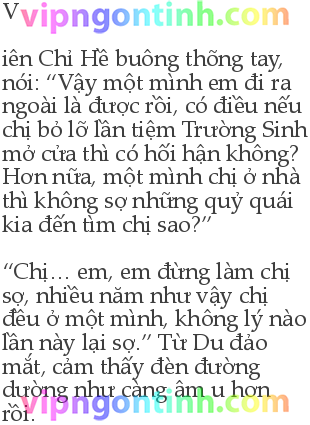 V
vipngontinh.com
iên Chỉ Hề buông thõng tay,
nói: “Vậy một mình em đi ra
ngoài là được rồi, có điều nếu
chị bỏ lỡ lần tiệm Trường Sinh
mở cửa thì có hối hận không?
Hơn nữa, một mình chị ở nhà
thì không sợ những quỷ quái
kia đến tìm chị sao?”
“Chị… em, em đừng làm chị
sợ, nhiều năm như vậy chị
đều ở một mình, không lý nào
lần này lại sợ.” Từ Du đảo
mắt, cảm thấy đèn đường
dường như càng âm u hơn
rồi.
vipngontinh.com